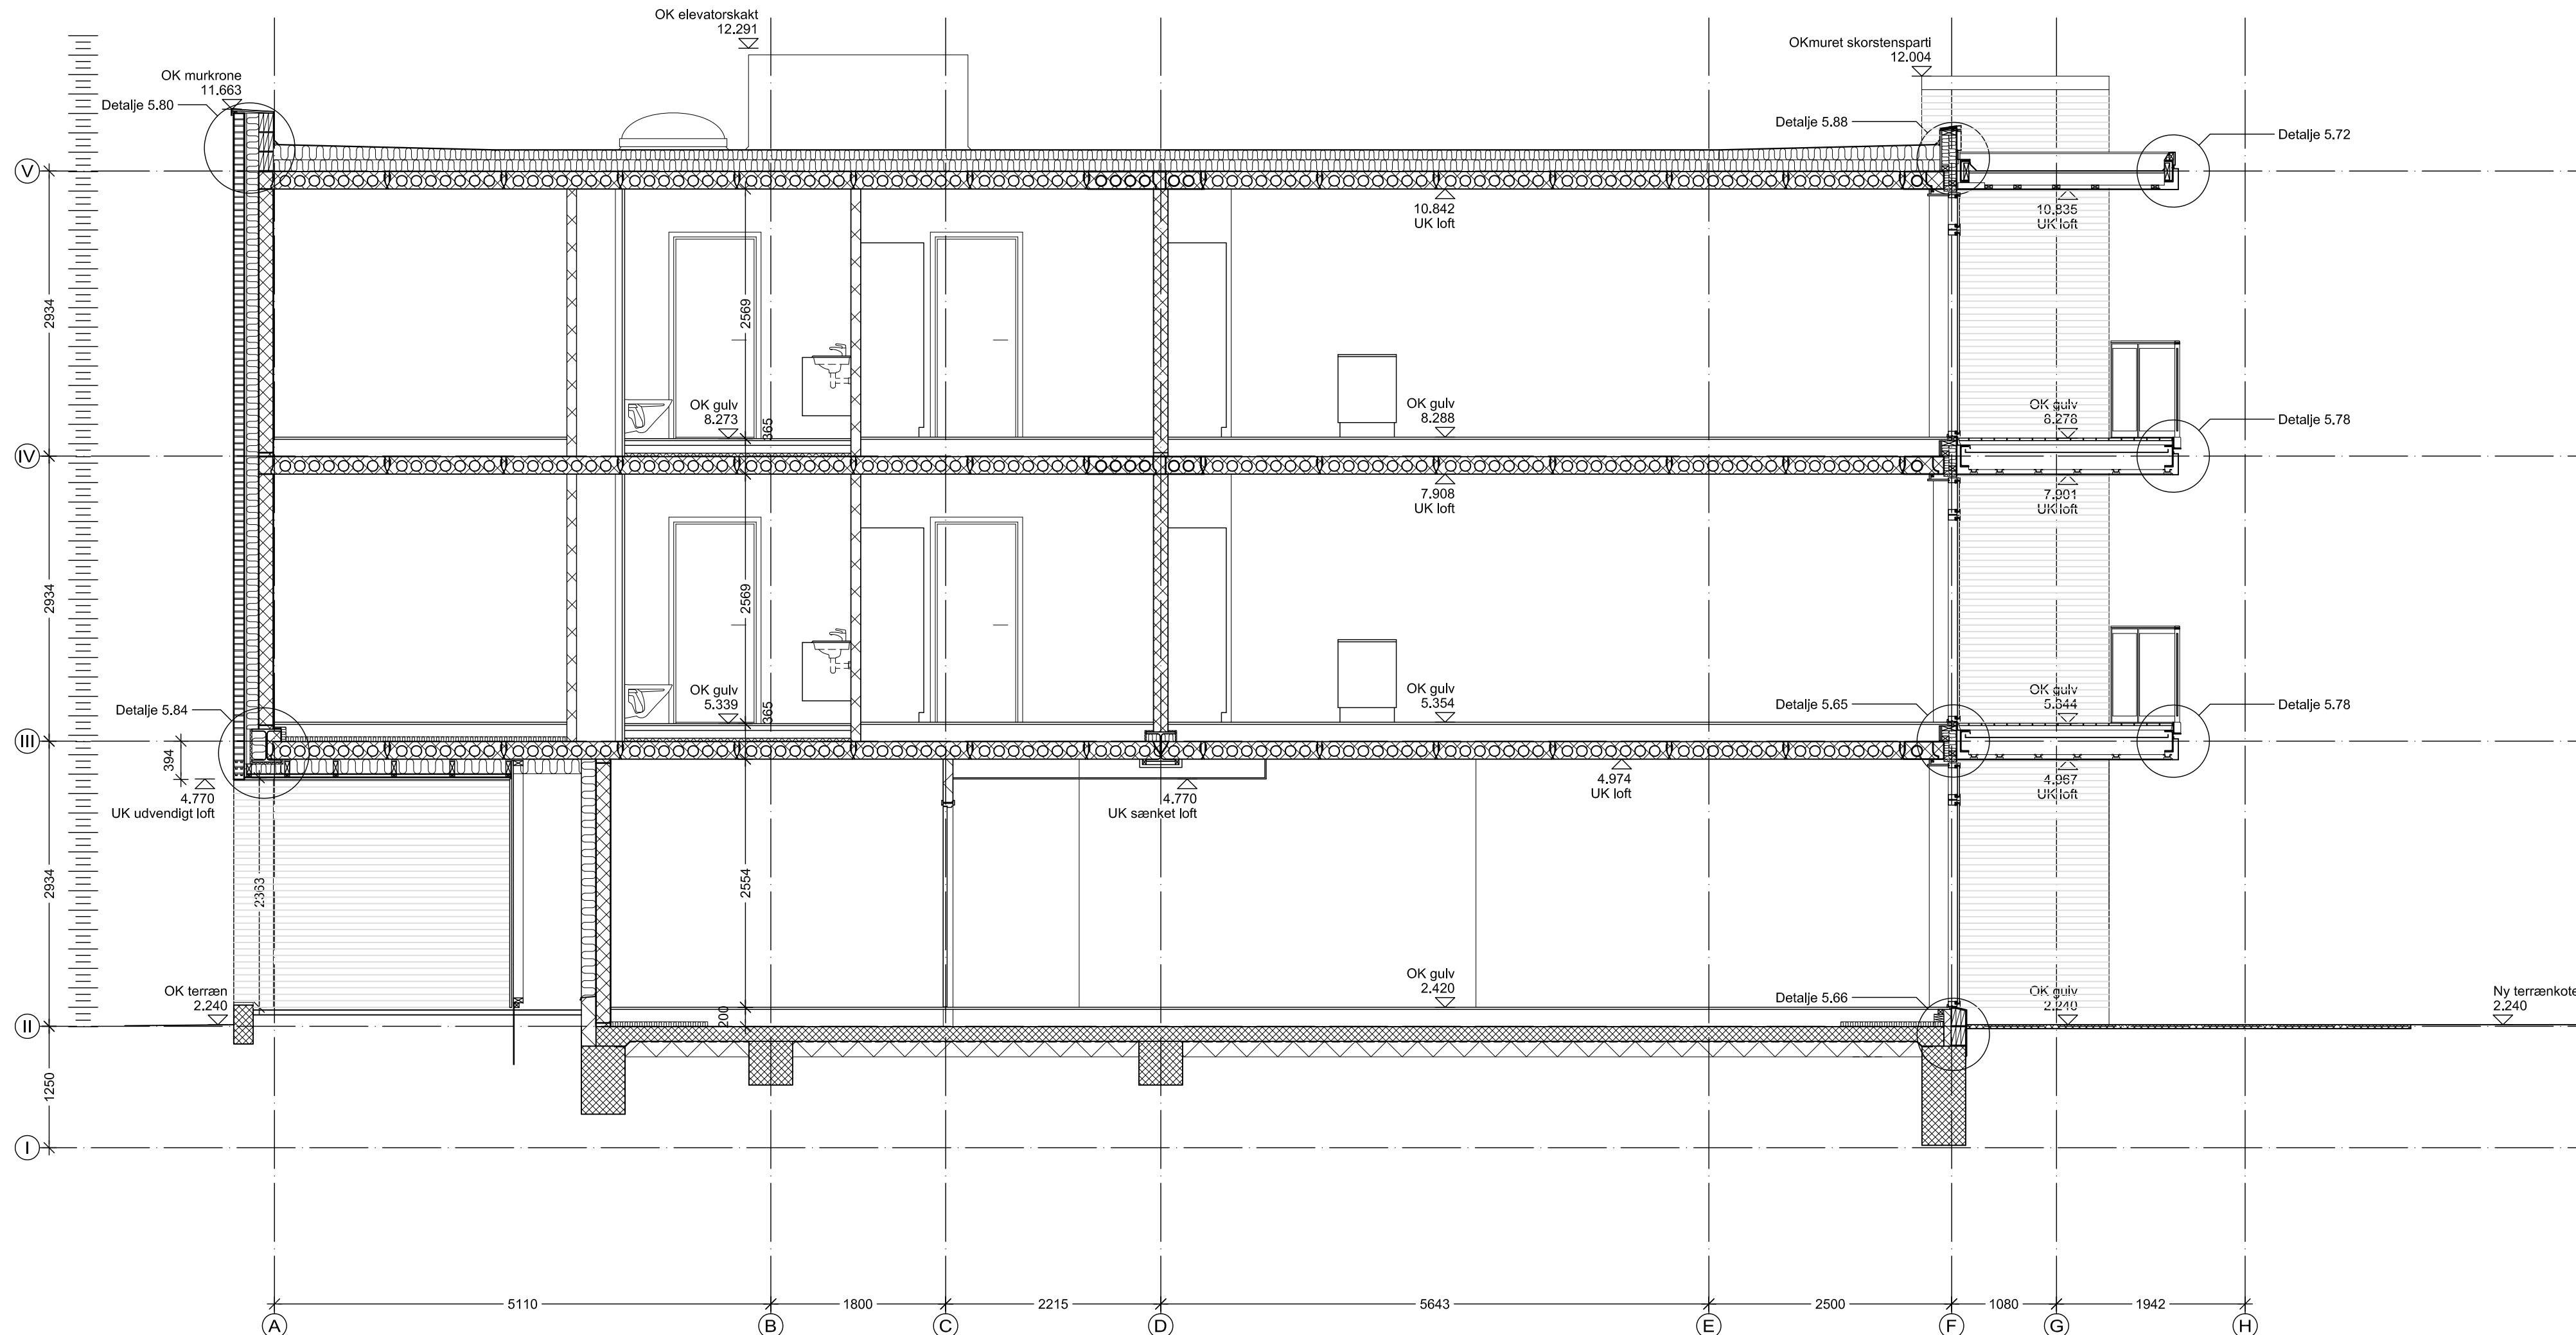 OK elevatorskakt
12.291
OKmuret skorstensparti
12.004
OK murkrone
11.663
Detalje 5.80
Detalje 5.88
Detalje 5.72
V
10.842
UK loft
10.835
UK loft
2934
2569
OK gulv
8.273
365
OK gulv
8.288
OK gulv
8.278
Detalje 5.78
IV
7.908
UK loft
7.901
UK loft
2934
2569
OK gulv
5.339
365
OK gulv
5.354
OK gulv
5.344
Detalje 5.84
Detalje 5.65
Detalje 5.78
III
394
4.770
UK udvendigt loft
4.770
UK sænket loft
4.974
UK loft
4.967
UK loft
2934
2363
2554
OK terræn
2.240
200
OK gulv
2.420
Detalje 5.66
OK gulv
2.240
Ny terrænkote
2.240
II
1250
I
5110
1800
2215
5643
2500
1080
1942
A
B
C
D
E
F
G
H